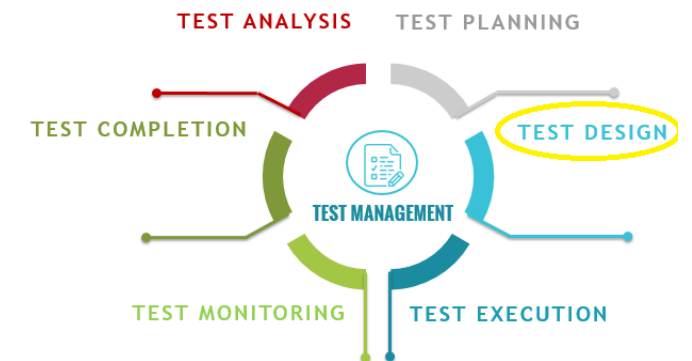 TEST ANALYSIS
TEST PLANNING
TEST COMPLETION
TEST DESIGN
TEST MANAGEMENT
TEST MONITORING
TEST EXECUTION